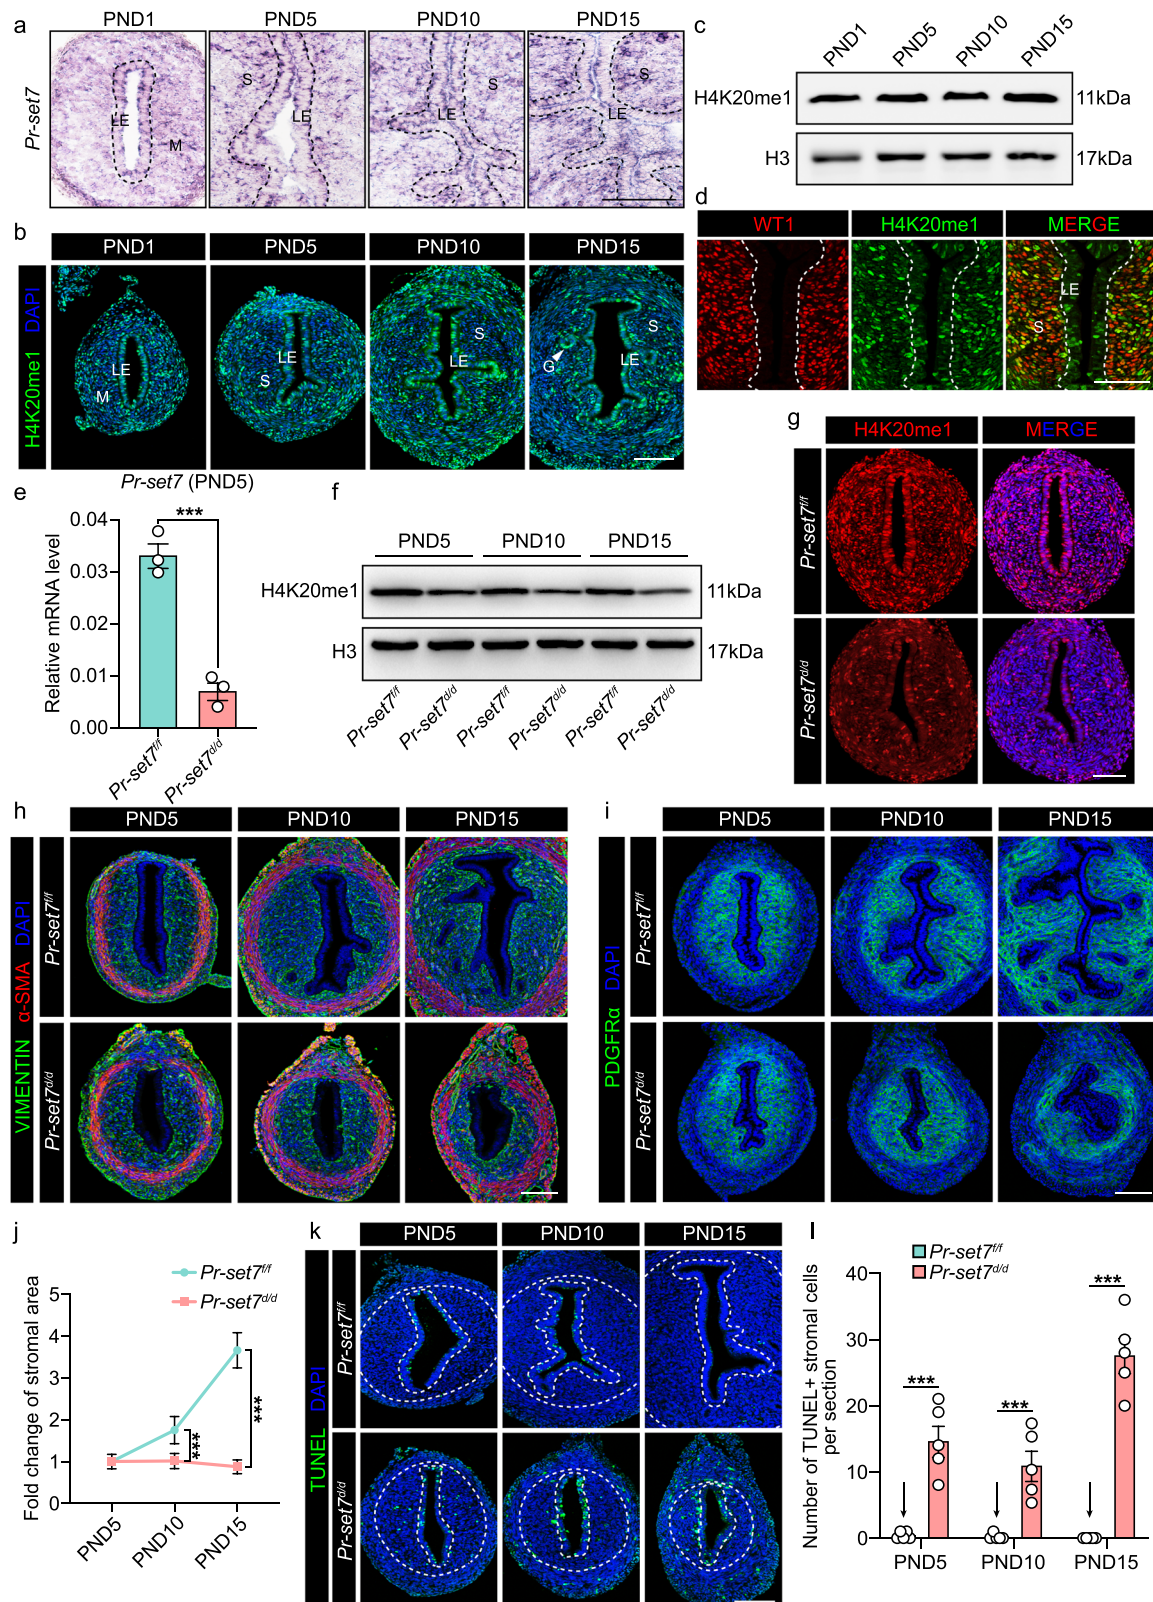 a
PND1 PND5 PND10 PND15
Pr-set7
LE M S LE S LE S LE
b
PND1 PND5 PND10 PND15
H4K20me1 DAPI
LE M LE S S LE S LE G
c
PND1 PND5 PND10 PND15
H4K20me1 11kDa
H3 17kDa
d
WT1 H4K20me1 MERGE
LE
S
e
Pr-set7 (PND5)
***
Relative mRNA level
0.04
0.03
0.02
0.01
0.00
Pr-set7f/f Pr-set7d/d
f
PND5 PND10 PND15
H4K20me1 11kDa
H3 17kDa
Pr-set7f/f Pr-set7d/d Pr-set7f/f Pr-set7d/d Pr-set7f/f Pr-set7d/d
g
H4K20me1 MERGE
Pr-set7f/f
Pr-set7d/d
h
PND5 PND10 PND15
VIMENTIN α-SMA DAPI
Pr-set7f/f
Pr-set7d/d
i
PND5 PND10 PND15
PDGFRα DAPI
Pr-set7f/f
Pr-set7d/d
j
Pr-set7f/f
Pr-set7d/d
Fold change of stromal area
5
4
3
2
1
0
*** ***
PND5 PND10 PND15
k
PND5 PND10 PND15
TUNEL DAPI
Pr-set7f/f
Pr-set7d/d
l
Pr-set7f/f
Pr-set7d/d
Number of TUNEL+ stromal cells
per section
40
30
20
10
0
*** *** ***
PND5 PND10 PND15